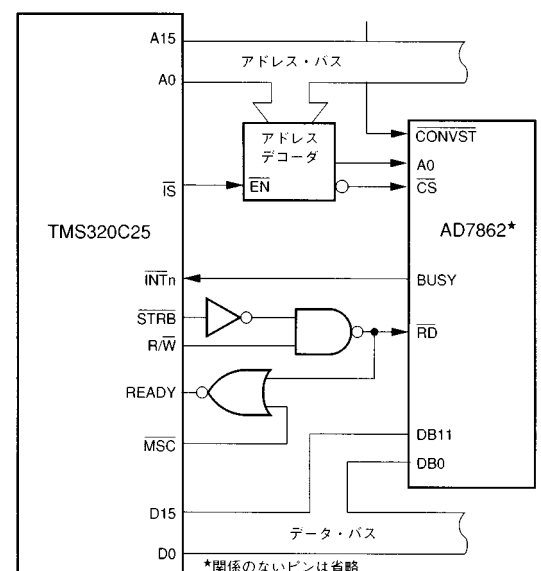 A15
アドレス・バス
A0
アドレス
デコーダ
CONVST
A0
IS
EN
CS
TMS320C25
AD7862★
INTn
BUSY
STRB
RD
R/W
READY
MSC
DB11
DB0
D15
データ・バス
D0
★関係のないピンは省略